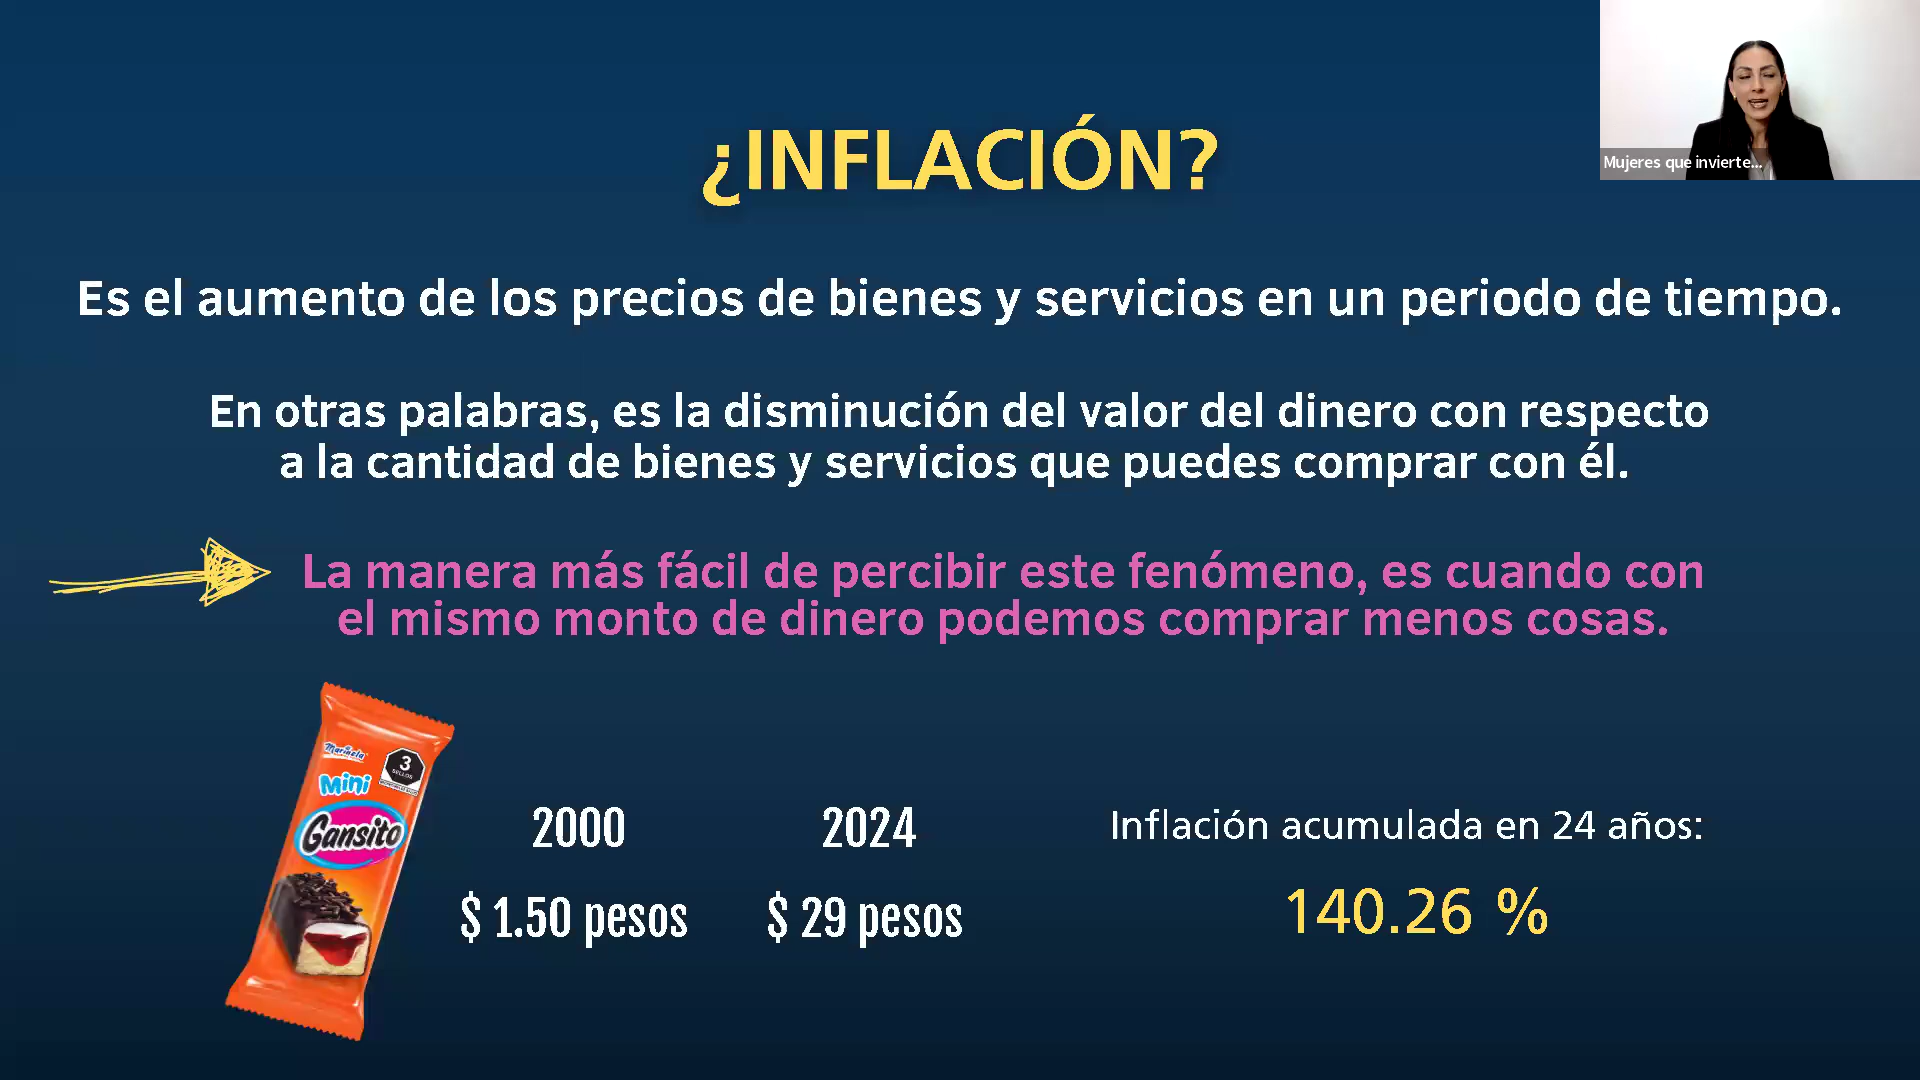 ¿INFLACIÓN?
Mujeres que invierte...
Es el aumento de los precios de bienes y servicios en un periodo de tiempo.
En otras palabras, es la disminución del valor del dinero con respecto
a la cantidad de bienes y servicios que puedes comprar con él.
La manera más fácil de percibir este fenómeno, es cuando con
el mismo monto de dinero podemos comprar menos cosas.
Marinela
3
SELLOS
Mini
Gansito
2000
2024
Inflación acumulada en 24 años:
$ 1.50 pesos
$ 29 pesos
140.26 %